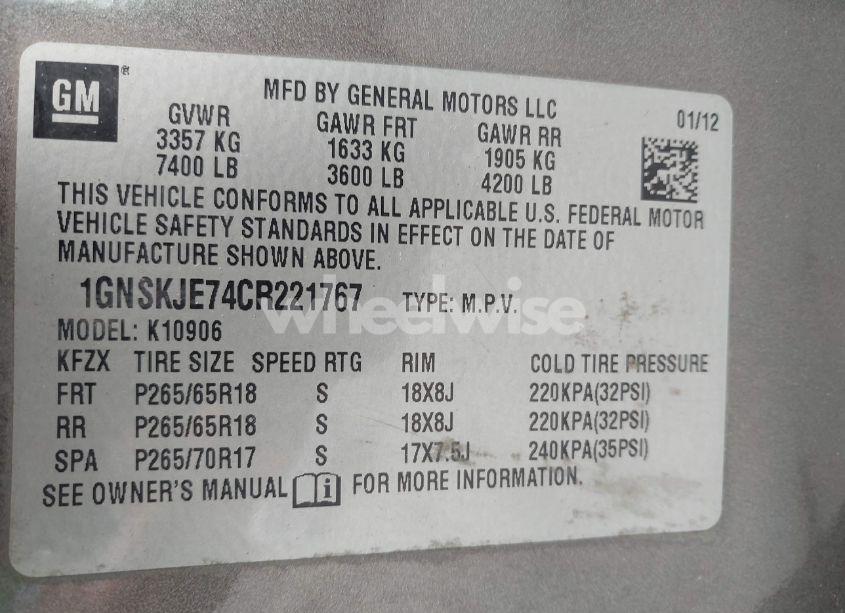 GM ®
MFD BY GENERAL MOTORS LLC
01/12
GVWR GAWR FRT GAWR RR
3357 KG 1633 KG 1905 KG
7400 LB 3600 LB 4200 LB
THIS VEHICLE CONFORMS TO ALL APPLICABLE U.S. FEDERAL MOTOR
VEHICLE SAFETY STANDARDS IN EFFECT ON THE DATE OF
MANUFACTURE SHOWN ABOVE.
1GNSKJE74CR221767 TYPE: M.P.V.
wheelwise
MODEL: K10906
KFZX TIRE SIZE SPEED RTG RIM COLD TIRE PRESSURE
FRT P265/65R18 S 18X8J 220KPA(32PSI)
RR P265/65R18 S 18X8J 220KPA(32PSI)
SPA P265/70R17 S 17X7.5J 240KPA(35PSI)
SEE OWNER'S MANUAL i FOR MORE INFORMATION.